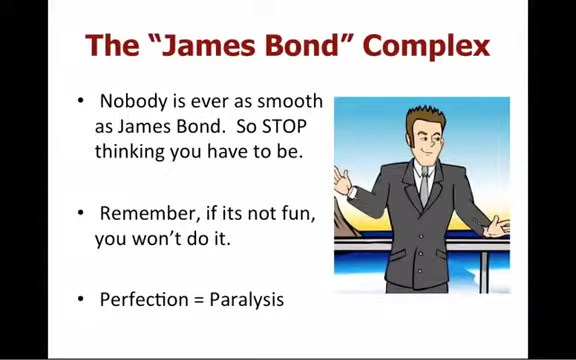 The “James Bond” Complex
• Nobody is ever as smooth
as James Bond.  So STOP
thinking you have to be.
• Remember, if its not fun,
you won’t do it.
• Perfection = Paralysis